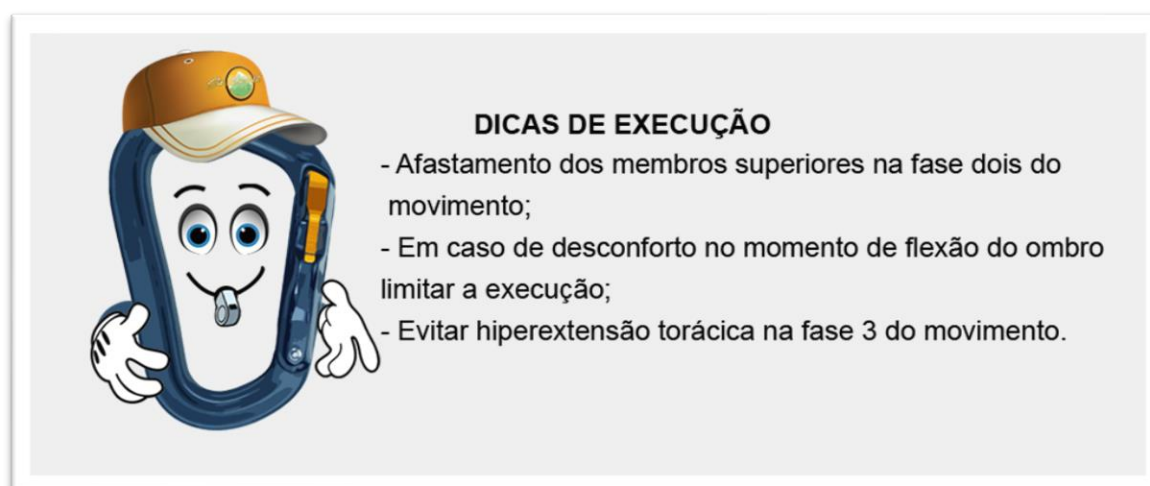 DICAS DE EXECUÇÃO
- Afastamento dos membros superiores na fase dois do
movimento;
- Em caso de desconforto no momento de flexão do ombro
limitar a execução;
- Evitar hiperextensão torácica na fase 3 do movimento.